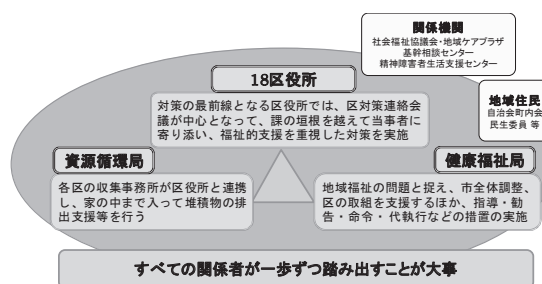 関係機関
社会福祉協議会・地域ケアプラザ
基幹相談センター
精神障害者生活支援センター
18区役所
対策の最前線となる区役所では、区対策連絡会
議が中心となって、課の垣根を越えて当事者に
寄り添い、福祉的支援を重視した対策を実施
地域住民
自治会町内会
民生委員 等
資源循環局
各区の収集事務所が区役所と連携
し、家の中まで入って堆積物の排
出支援等を行う
健康福祉局
地域福祉の問題と捉え、市全体調整、
区の取組を支援するほか、指導・勧
告・命令・代執行などの措置の実施
すべての関係者が一歩ずつ踏み出すことが大事